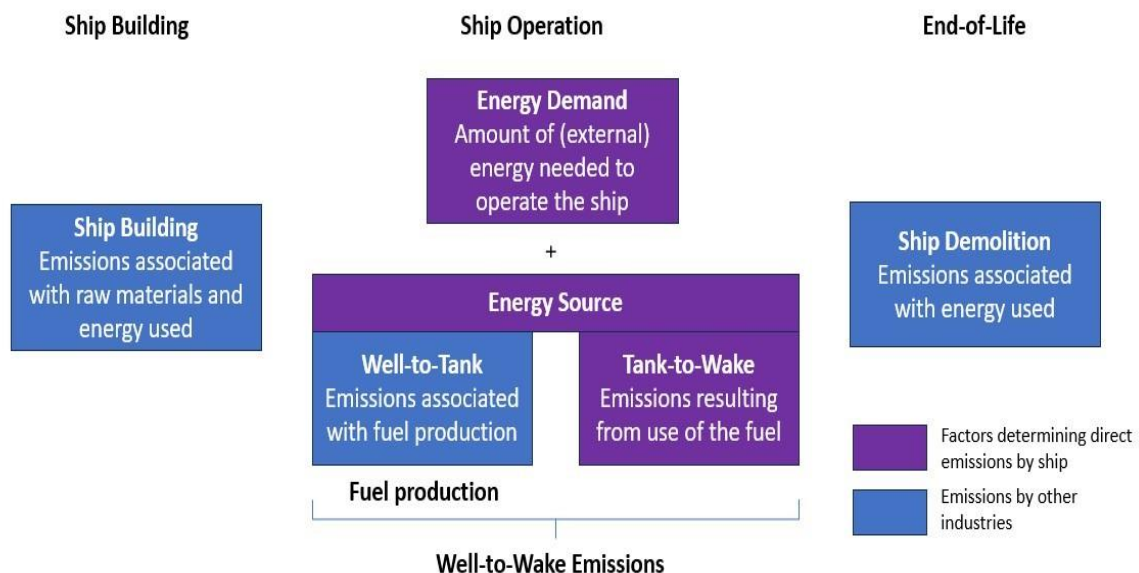 Ship Building
Ship Operation
End-of-Life
Energy Demand
Amount of (external)
energy needed to
operate the ship
Ship Building
Emissions associated
with raw materials and
energy used
+
Ship Demolition
Emissions associated
with energy used
Energy Source
Well-to-Tank
Emissions associated
with fuel production
Tank-to-Wake
Emissions resulting
from use of the fuel
Fuel production
Well-to-Wake Emissions
Factors determining direct
emissions by ship
Emissions by other
industries